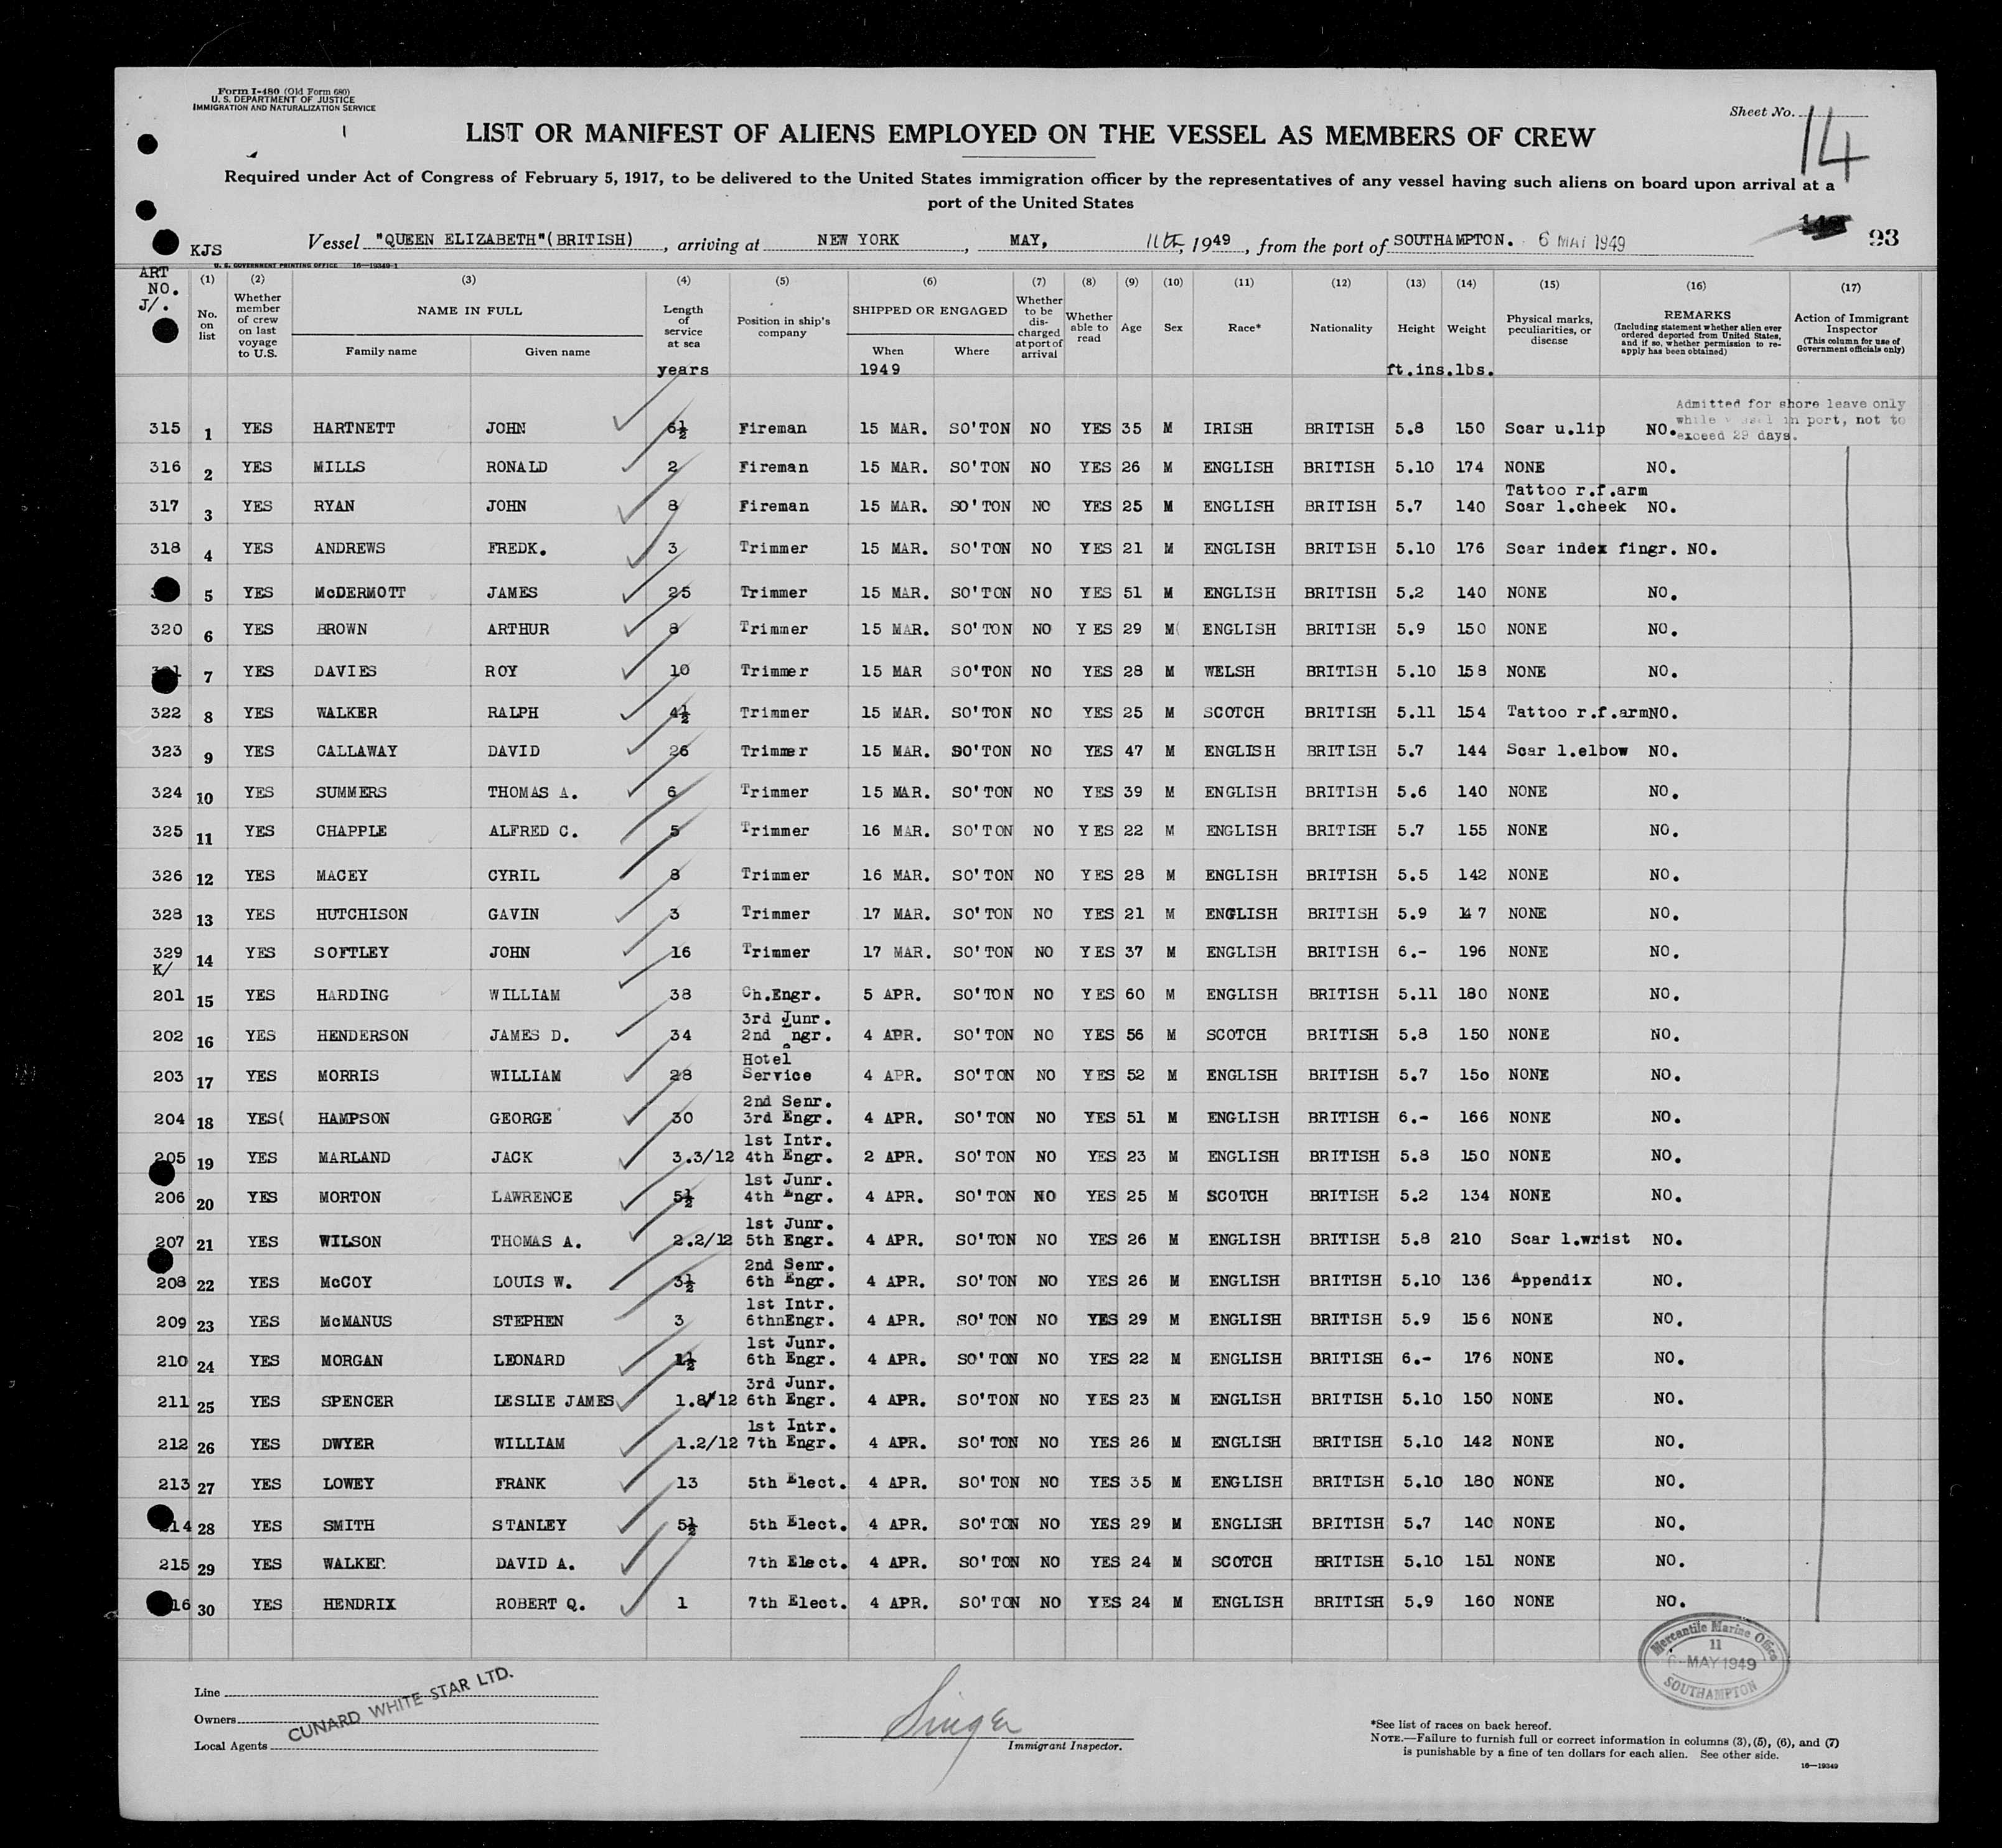 Form I-480 (Old Form 680)
U. S. DEPARTMENT OF JUSTICE
IMMIGRATION AND NATURALIZATION SERVICE
Sheet No. 14
LIST OR MANIFEST OF ALIENS EMPLOYED ON THE VESSEL AS MEMBERS OF CREW
Required under Act of Congress of February 5, 1917, to be delivered to the United States immigration officer by the representatives of any vessel having such aliens on board upon arrival at a
port of the United States
KJS Vessel "QUEEN ELIZABETH"(BRITISH), arriving at NEW YORK, MAY, 11th, 1949, from the port of SOUTHAMPTON. 6 MAY 1949 93
U. S. GOVERNMENT PRINTING OFFICE 16—19349-1
ART NO. J/.
(1) No. on list
(2) Whether member of crew on last voyage to U.S.
(3) NAME IN FULL Family name Given name
(4) Length of service at sea years
(5) Position in ship's company
(6) SHIPPED OR ENGAGED When 1949 Where
(7) Whether to be dis-charged at port of arrival
(8) Whether able to read
(9) Age
(10) Sex
(11) Race*
(12) Nationality
(13) Height ft.ins.
(14) Weight lbs.
(15) Physical marks, peculiarities, or disease
(16) REMARKS (Including statement whether alien ever ordered deported from United States, and if so, whether permission to re-apply has been obtained)
(17) Action of Immigrant Inspector (This column for use of Government officials only)
Admitted for shore leave only
while vessel in port, not to
exceed 29 days.
315 1 YES HARTNETT JOHN 6½ Fireman 15 MAR. SO'TON NO YES 35 M IRISH BRITISH 5.8 150 Scar u.lip NO.
316 2 YES MILLS RONALD 2 Fireman 15 MAR. SO'TON NO YES 26 M ENGLISH BRITISH 5.10 174 NONE NO.
317 3 YES RYAN JOHN 8 Fireman 15 MAR. SO'TON NO YES 25 M ENGLISH BRITISH 5.7 140 Tattoo r.f.arm Scar l.cheek NO.
318 4 YES ANDREWS FREDK. 3 Trimmer 15 MAR. SO'TON NO YES 21 M ENGLISH BRITISH 5.10 176 Scar index fingr. NO.
5 YES McDERMOTT JAMES 25 Trimmer 15 MAR. SO'TON NO YES 51 M ENGLISH BRITISH 5.2 140 NONE NO.
320 6 YES BROWN ARTHUR 8 Trimmer 15 MAR. SO'TON NO YES 29 M( ENGLISH BRITISH 5.9 150 NONE NO.
7 YES DAVIES ROY 10 Trimmer 15 MAR SO'TON NO YES 28 M WELSH BRITISH 5.10 158 NONE NO.
322 8 YES WALKER RALPH 4½ Trimmer 15 MAR. SO'TON NO YES 25 M SCOTCH BRITISH 5.11 154 Tattoo r.f.arm NO.
323 9 YES CALLAWAY DAVID 26 Trimmer 15 MAR. SO'TON NO YES 47 M ENGLISH BRITISH 5.7 144 Scar l.elbow NO.
324 10 YES SUMMERS THOMAS A. 6 Trimmer 15 MAR. SO'TON NO YES 39 M ENGLISH BRITISH 5.6 140 NONE NO.
325 11 YES CHAPPLE ALFRED C. 5 Trimmer 16 MAR. SO'TON NO YES 22 M ENGLISH BRITISH 5.7 155 NONE NO.
326 12 YES MACEY CYRIL 8 Trimmer 16 MAR. SO'TON NO YES 28 M ENGLISH BRITISH 5.5 142 NONE NO.
328 13 YES HUTCHISON GAVIN 3 Trimmer 17 MAR. SO'TON NO YES 21 M ENGLISH BRITISH 5.9 147 NONE NO.
329 14 YES SOFTLEY JOHN 16 Trimmer 17 MAR. SO'TON NO YES 37 M ENGLISH BRITISH 6.- 196 NONE NO.
K/
201 15 YES HARDING WILLIAM 38 Ch.Engr. 5 APR. SO'TON NO YES 60 M ENGLISH BRITISH 5.11 180 NONE NO.
202 16 YES HENDERSON JAMES D. 34 3rd Junr. 2nd Engr. 4 APR. SO'TON NO YES 56 M SCOTCH BRITISH 5.8 150 NONE NO.
203 17 YES MORRIS WILLIAM 28 Hotel Service 4 APR. SO'TON NO YES 52 M ENGLISH BRITISH 5.7 150 NONE NO.
204 18 YES( HAMPSON GEORGE 30 2nd Senr. 3rd Engr. 4 APR. SO'TON NO YES 51 M ENGLISH BRITISH 6.- 166 NONE NO.
205 19 YES MARLAND JACK 3.3/12 1st Intr. 4th Engr. 2 APR. SO'TON NO YES 23 M ENGLISH BRITISH 5.8 150 NONE NO.
206 20 YES MORTON LAWRENCE 5½ 1st Junr. 4th Engr. 4 APR. SO'TON NO YES 25 M SCOTCH BRITISH 5.2 134 NONE NO.
207 21 YES WILSON THOMAS A. 2.2/12 1st Junr. 5th Engr. 4 APR. SO'TON NO YES 26 M ENGLISH BRITISH 5.8 210 Scar l.wrist NO.
208 22 YES McCOY LOUIS W. 3½ 2nd Senr. 6th Engr. 4 APR. SO'TON NO YES 26 M ENGLISH BRITISH 5.10 136 Appendix NO.
209 23 YES McMANUS STEPHEN 3 1st Intr. 6thnEngr. 4 APR. SO'TON NO YES 29 M ENGLISH BRITISH 5.9 156 NONE NO.
210 24 YES MORGAN LEONARD 1½ 1st Junr. 6th Engr. 4 APR. SO'TON NO YES 22 M ENGLISH BRITISH 6.- 176 NONE NO.
211 25 YES SPENCER LESLIE JAMES 1.8/12 3rd Junr. 6th Engr. 4 APR. SO'TON NO YES 23 M ENGLISH BRITISH 5.10 150 NONE NO.
212 26 YES DWYER WILLIAM 1.2/12 1st Intr. 7th Engr. 4 APR. SO'TON NO YES 26 M ENGLISH BRITISH 5.10 142 NONE NO.
213 27 YES LOWEY FRANK 13 5th Elect. 4 APR. SO'TON NO YES 35 M ENGLISH BRITISH 5.10 180 NONE NO.
14 28 YES SMITH STANLEY 5½ 5th Elect. 4 APR. SO'TON NO YES 29 M ENGLISH BRITISH 5.7 140 NONE NO.
215 29 YES WALKER DAVID A. 7th Elect. 4 APR. SO'TON NO YES 24 M SCOTCH BRITISH 5.10 151 NONE NO.
16 30 YES HENDRIX ROBERT Q. 1 7th Elect. 4 APR. SO'TON NO YES 24 M ENGLISH BRITISH 5.9 160 NONE NO.
Mercantile Marine Office
11
6-MAY 1949
SOUTHAMPTON
Line
Owners
Local Agents
CUNARD WHITE STAR LTD.
Singer
Immigrant Inspector.
*See list of races on back hereof.
NOTE.—Failure to furnish full or correct information in columns (3), (5), (6), and (7)
is punishable by a fine of ten dollars for each alien. See other side.
16—19349